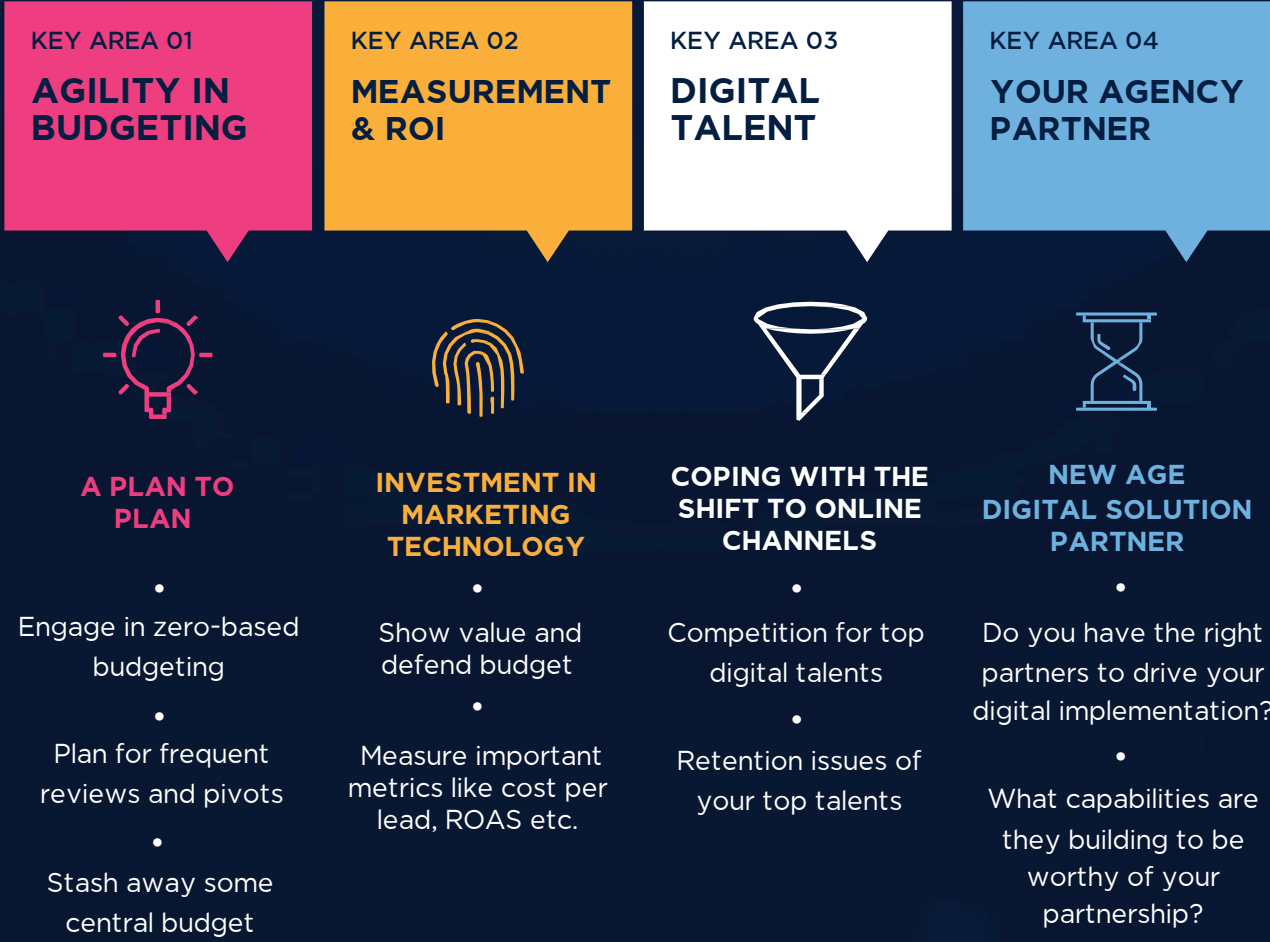 KEY AREA 01
AGILITY IN
BUDGETING
A PLAN TO
PLAN
•
Engage in zero-based
budgeting
•
Plan for frequent
reviews and pivots
•
Stash away some
central budget
KEY AREA 02
MEASUREMENT
& ROI
INVESTMENT IN
MARKETING
TECHNOLOGY
•
Show value and
defend budget
•
Measure important
metrics like cost per
lead, ROAS etc.
KEY AREA 03
DIGITAL
TALENT
COPING WITH THE
SHIFT TO ONLINE
CHANNELS
•
Competition for top
digital talents
•
Retention issues of
your top talents
KEY AREA 04
YOUR AGENCY
PARTNER
NEW AGE
DIGITAL SOLUTION
PARTNER
•
Do you have the right
partners to drive your
digital implementation?
•
What capabilities are
they building to be
worthy of your
partnership?